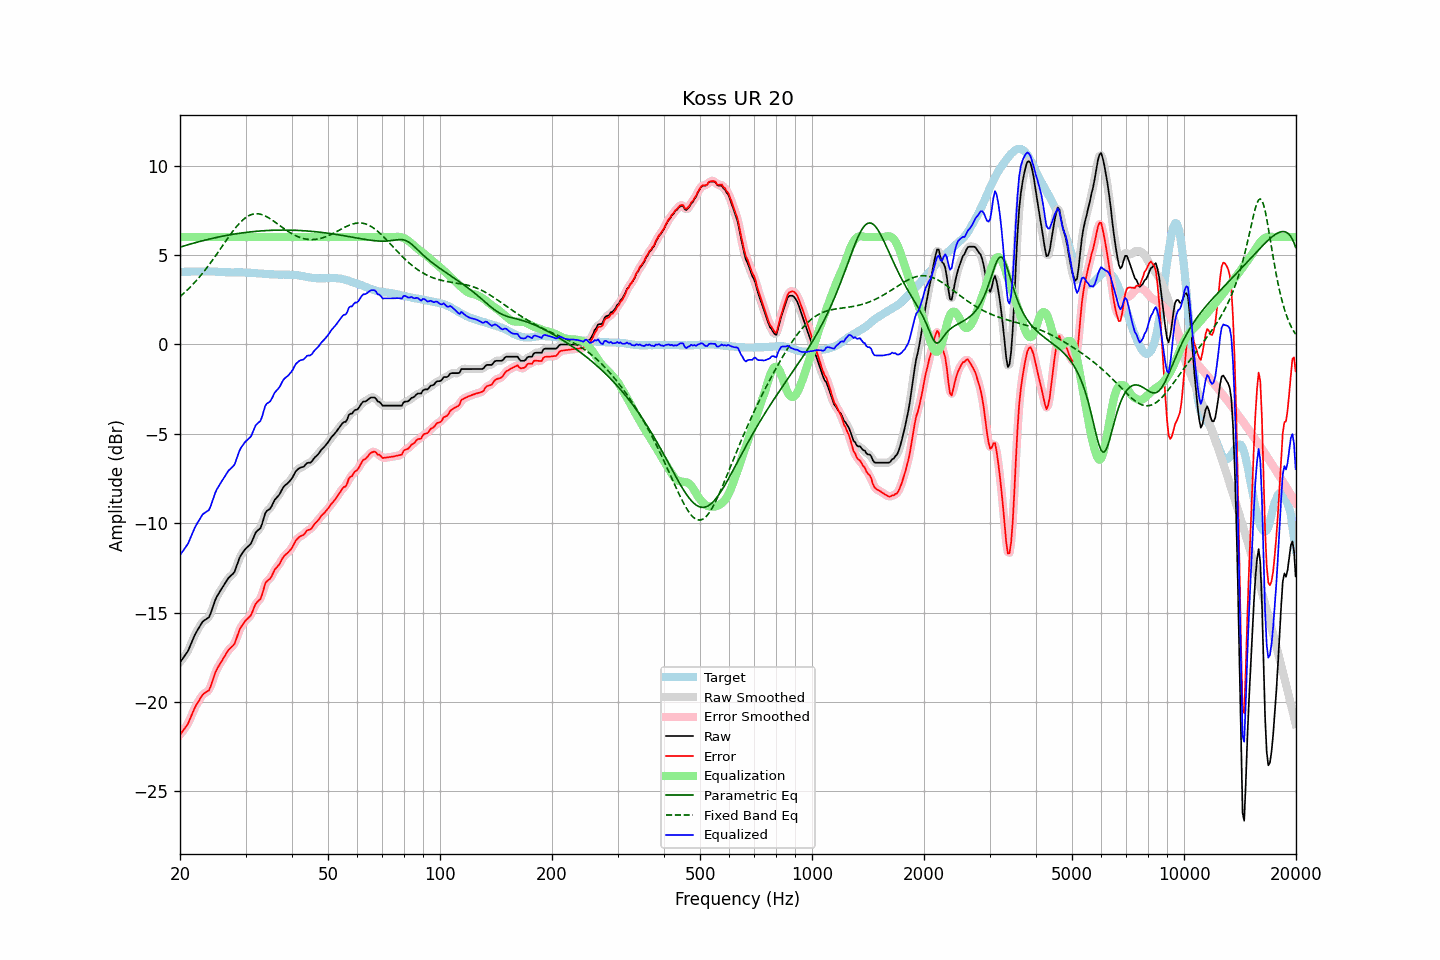 Koss UR 20
Amplitude (dBr)
10
5
0
−5
−10
−15
−20
−25
Target
Raw Smoothed
Error Smoothed
Raw
Error
Equalization
Parametric Eq
Fixed Band Eq
Equalized
20 50 100 200 500 1000 2000 5000 10000 20000
Frequency (Hz)